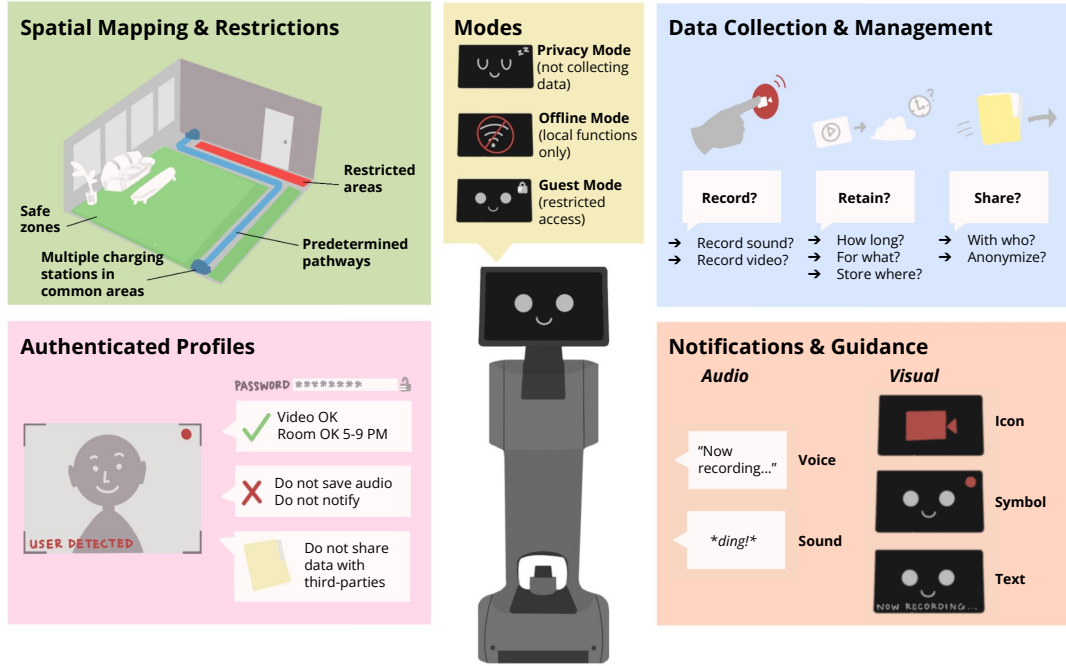 Spatial Mapping & Restrictions
Restricted
areas
Safe
zones
Predetermined
pathways
Multiple charging
stations in
common areas
Modes
zz
Privacy Mode
(not collecting
data)
Offline Mode
(local functions
only)
Guest Mode
(restricted
access)
Data Collection & Management
?
Record?
Retain?
Share?
➔ Record sound?
➔ Record video?
➔ How long?
➔ For what?
➔ Store where?
➔ With who?
➔ Anonymize?
Authenticated Profiles
PASSWORD ********
USER DETECTED
Video OK
Room OK 5-9 PM
Do not save audio
Do not notify
Do not share
data with
third-parties
Notifications & Guidance
Audio
Visual
“Now
recording...”
Voice
*ding!*
Sound
Icon
Symbol
NOW RECORDING...
Text